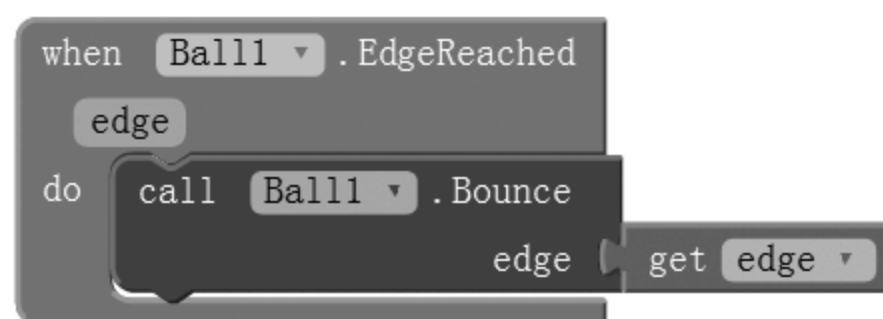 when Ball1 .EdgeReached
edge
do call Ball1 .Bounce
edge get edge